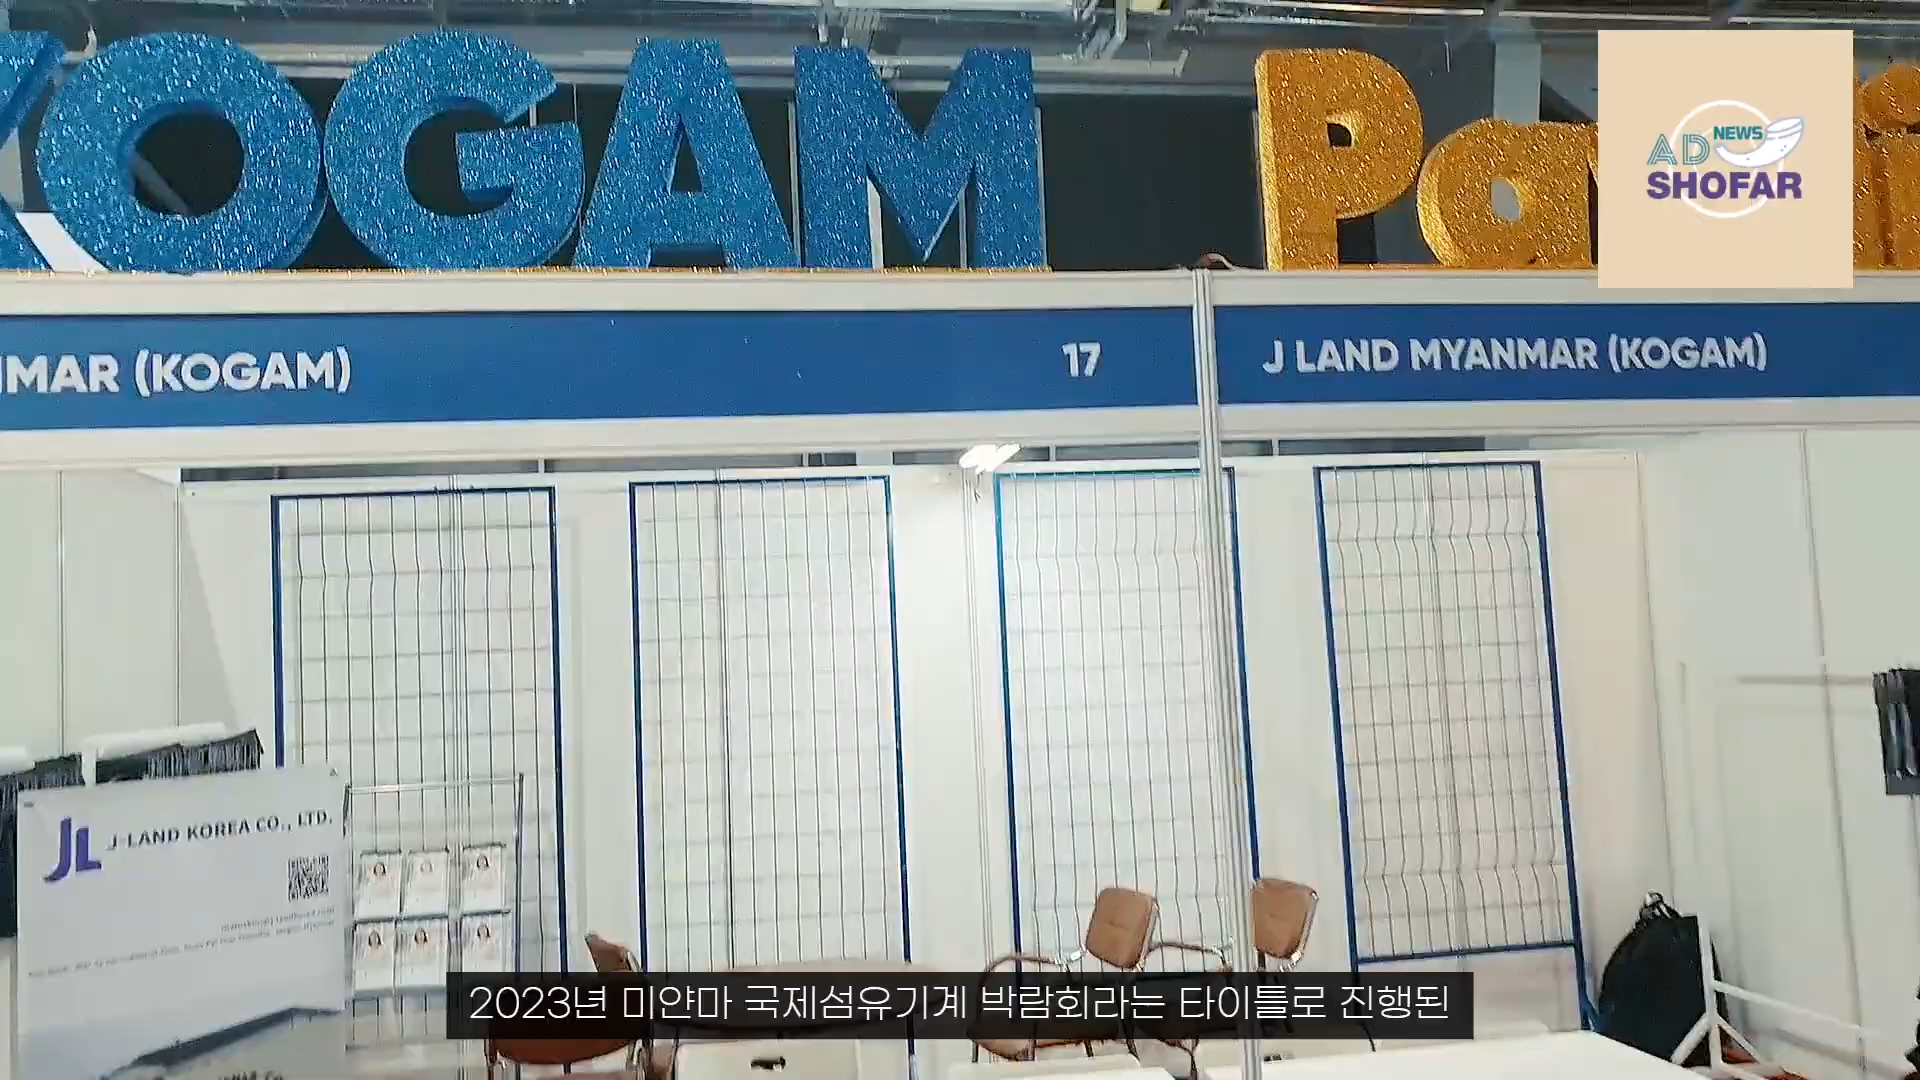 KOGAM
AD NEWS
SHOFAR
MAR (KOGAM)
17
J LAND MYANMAR (KOGAM)
JL J-LAND KOREA CO., LTD.
2023년 미얀마 국제섬유기계 박람회라는 타이틀로 진행된